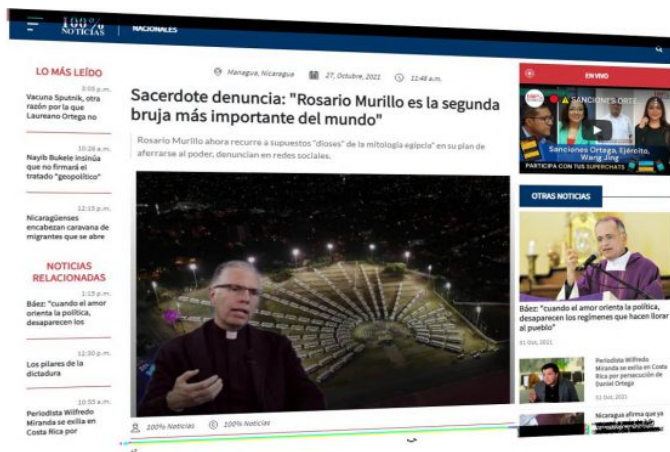 100%
NOTICIAS
NACIONALES
LO MÁS LEÍDO
3:05 p.m.
Vacuna Sputnik, otra
razón por la que
Laureano Ortega no
10:28 a.m.
Nayib Bukele insinúa
que no firmará el
tratado "geopolítico"
12:15 p.m.
Nicaragüenses
encabezan caravana de
migrantes que se abre
NOTICIAS
RELACIONADAS
2:15 p.m.
Báez: "cuando el amor
orienta la política,
desaparecen los
12:30 p.m.
Los pilares de la
dictadura
10:55 a.m.
Periodista Wilfredo
Miranda se exilia en
Costa Rica por
Managua, Nicaragua 27, Octubre, 2021 11:48 a.m.
Sacerdote denuncia: "Rosario Murillo es la segunda
bruja más importante del mundo"
Rosario Murillo ahora recurre a supuestos "dioses" de la mitología egipcia" en su plan de
aferrarse al poder, denuncian en redes sociales.
100% Noticias 100% Noticias
EN VIVO
SANCIONES ORTE
Sanciones Ortega, Ejército,
Wang Jing
PARTICIPA CON TUS SUPERCHATS
OTRAS NOTICIAS
Báez: "cuando el amor orienta la política,
desaparecen los regímenes que hacen llorar
al pueblo"
31 Oct, 2021
Periodista Wilfredo
Miranda se exilia en Costa
Rica por persecución de
Daniel Ortega
31 Oct, 2021
Nicaragua afirma que ya